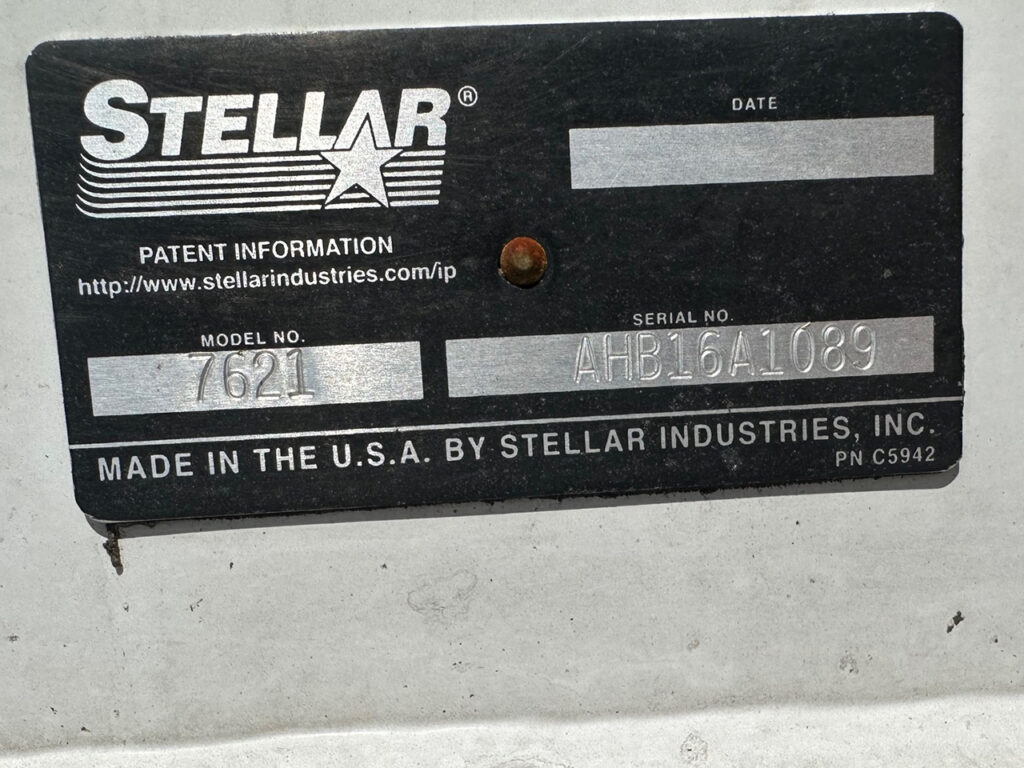 STELLAR®
DATE
PATENT INFORMATION
http://www.stellarindustries.com/ip
MODEL NO.
7621
SERIAL NO.
AHB16A1089
MADE IN THE U.S.A. BY STELLAR INDUSTRIES, INC.
PN C5942